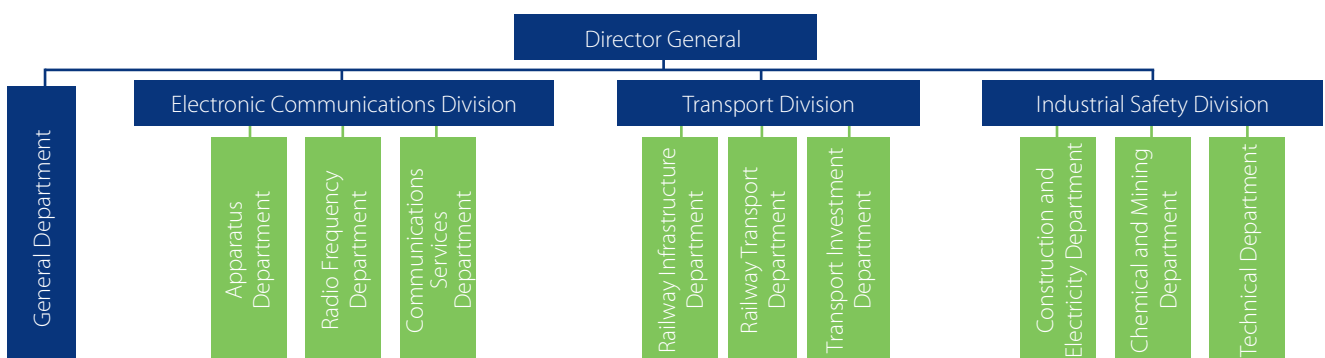 Director General
General Department
Electronic Communications Division
Transport Division
Industrial Safety Division
Apparatus
Department
Radio Frequency
Department
Communications
Services
Department
Railway Infrastructure
Department
Railway Transport
Department
Transport Investment
Department
Construction and
Electricity Department
Chemical and Mining
Department
Technical Department